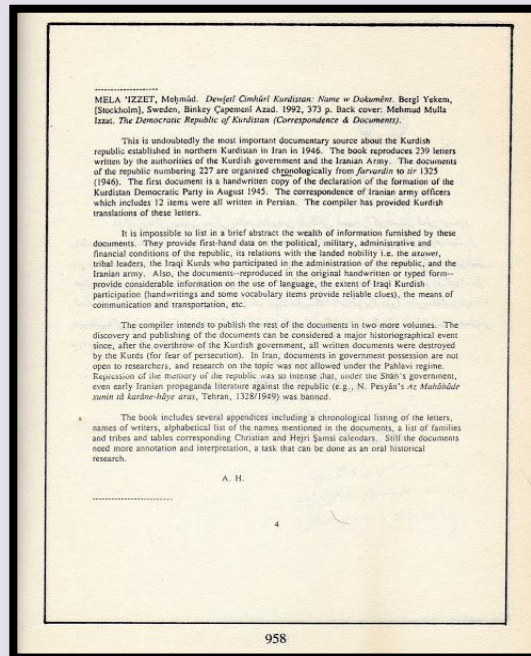 MELA 'IZZET, Meḥmûd. Dewḷetî Cimhûrî Kurdistan: Name w Dokumênt. Bergî Yekem,
[Stockholm], Sweden, Binkey Çapemenî Azad. 1992, 373 p. Back cover: Mehmud Mulla
Izzat. The Democratic Republic of Kurdistan (Correspondence & Documents).
This is undoubtedly the most important documentary source about the Kurdish
republic established in northern Kurdistan in Iran in 1946. The book reproduces 239 letters
written by the authorities of the Kurdish government and the Iranian Army. The documents
of the republic numbering 227 are organized chronologically from farvardin to tir 1325
(1946). The first document is a handwritten copy of the declaration of the formation of the
Kurdistan Democratic Party in August 1945. The correspondence of Iranian army officers
which includes 12 items were all written in Persian. The compiler has provided Kurdish
translations of these letters.
It is impossible to list in a brief abstract the wealth of information furnished by these
documents. They provide first-hand data on the political, military, administrative and
financial conditions of the republic, its relations with the landed nobility i.e. the axawer,
tribal leaders, the Iraqi Kurds who participated in the administration of the republic, and the
Iranian army. Also, the documents--reproduced in the original handwritten or typed form--
provide considerable information on the use of language, the extent of Iraqi Kurdish
participation (handwritings and some vocabulary items provide reliable clues), the means of
communication and transportation, etc.
The compiler intends to publish the rest of the documents in two more volumes. The
discovery and publishing of the documents can be considered a major historiographical event
since, after the overthrow of the Kurdish government, all written documents were destroyed
by the Kurds (for fear of persecution). In Iran, documents in government possession are not
open to researchers, and research on the topic was not allowed under the Pahlavi regime.
Repression of the memory of the republic was so intense that, under the Shāh's government,
even early Iranian propaganda literature against the republic (e.g., N. Pesyân's Az Mahâbâde
xunin tâ karâne-hâye aras, Tehran, 1328/1949) was banned.
The book includes several appendices including a chronological listing of the letters,
names of writers, alphabetical list of the names mentioned in the documents, a list of families
and tribes and tables corresponding Christian and Hejri Şamsi calendars. Still the documents
need more annotation and interpretation, a task that can be done as an oral historical
research.
A. H.
4
958